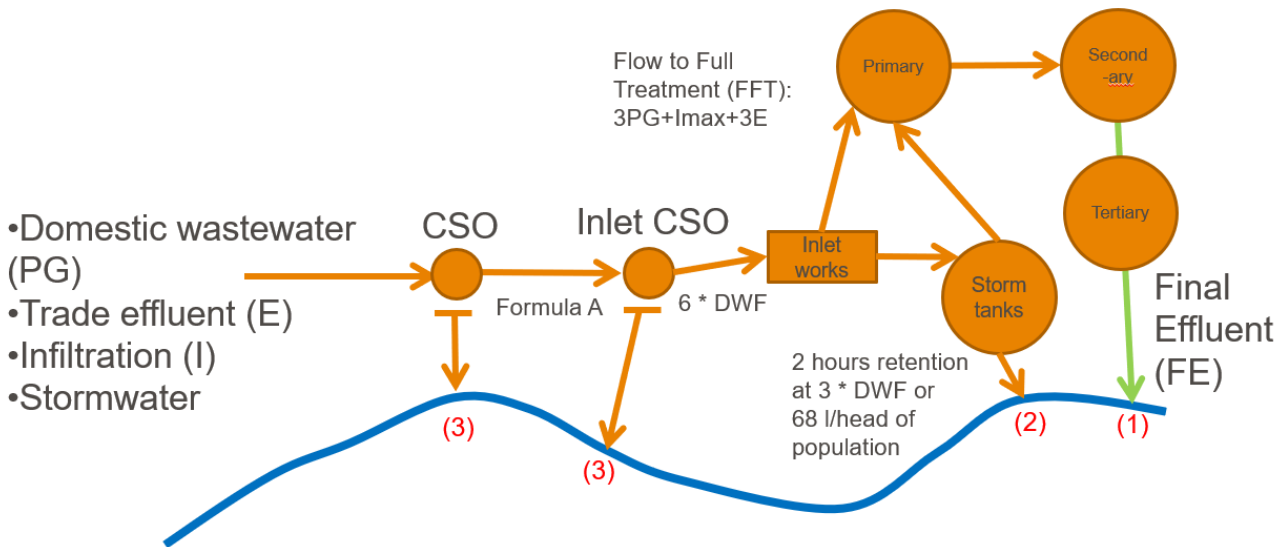 •Domestic wastewater
(PG)
•Trade effluent (E)
•Infiltration (I)
•Stormwater
CSO
Formula A
Inlet CSO
6 * DWF
Flow to Full
Treatment (FFT):
3PG+Imax+3E
Inlet
works
Primary
Second
-ary
Tertiary
Storm
tanks
2 hours retention
at 3 * DWF or
68 l/head of
population
Final
Effluent
(FE)
(3)
(3)
(2)
(1)